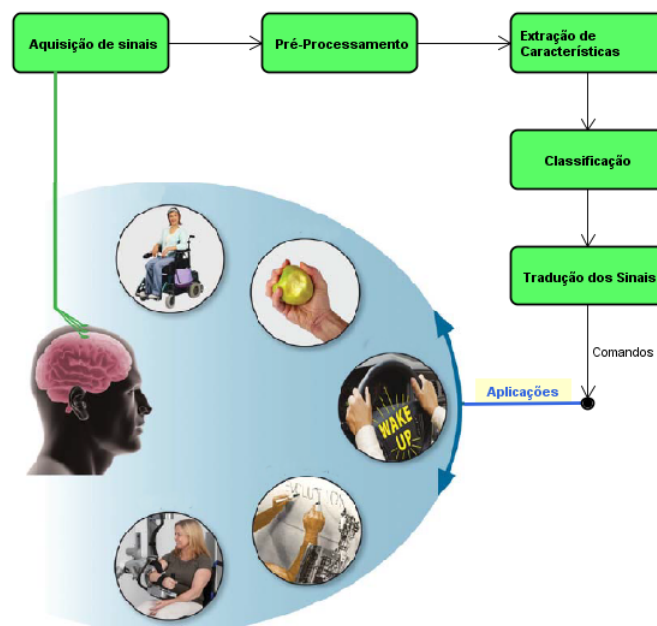 Aquisição de sinais
Pré-Processamento
Extração de
Características
Classificação
Tradução dos Sinais
Comandos
Aplicações
WAKE
UP